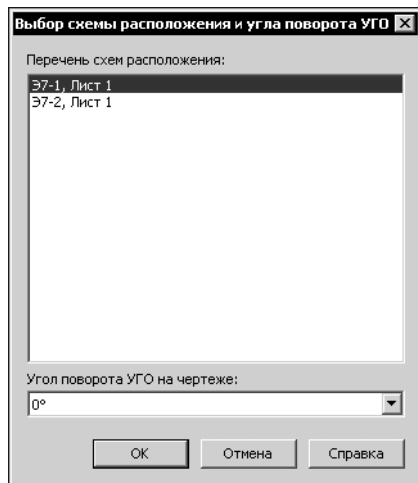 Выбор схемы расположения и угла поворота УГО
Перечень схем расположения:
Э7-1, Лист 1
Э7-2, Лист 1
Угол поворота УГО на чертеже:
0°
ОК
Отмена
Справка